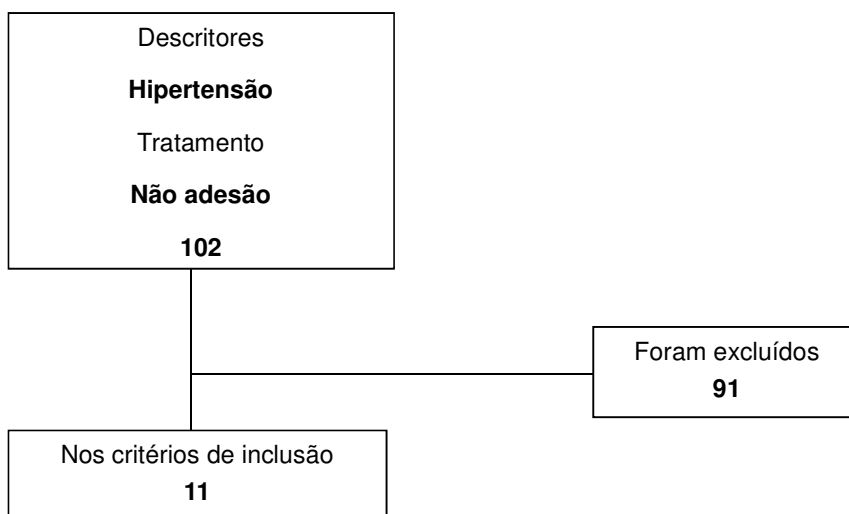 Descritores
Hipertensão
Tratamento
Não adesão
102
Foram excluídos
91
Nos critérios de inclusão
11